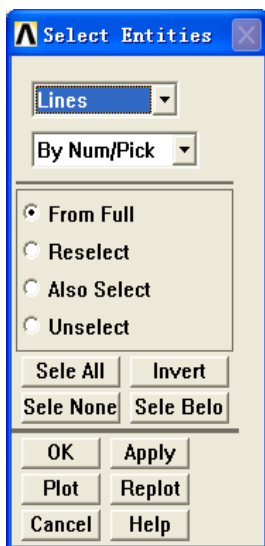 Select Entities
Lines
By Num/Pick
From Full
Reselect
Also Select
Unselect
Sele All Invert
Sele None Sele Belo
OK Apply
Plot Replot
Cancel Help